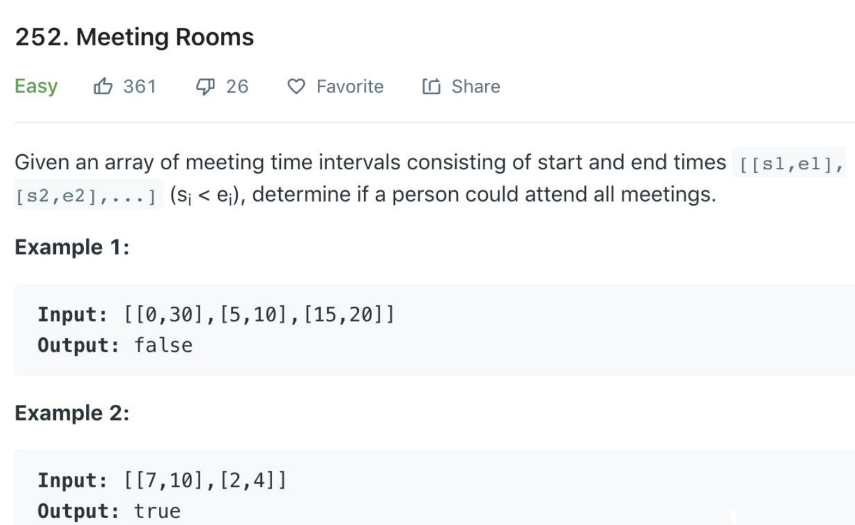 252. Meeting Rooms
Easy 361 26 Favorite Share
Given an array of meeting time intervals consisting of start and end times [[s1,e1],
[s2,e2],...] (si < ei), determine if a person could attend all meetings.
Example 1:
Input: [[0,30],[5,10],[15,20]]
Output: false
Example 2:
Input: [[7,10],[2,4]]
Output: true